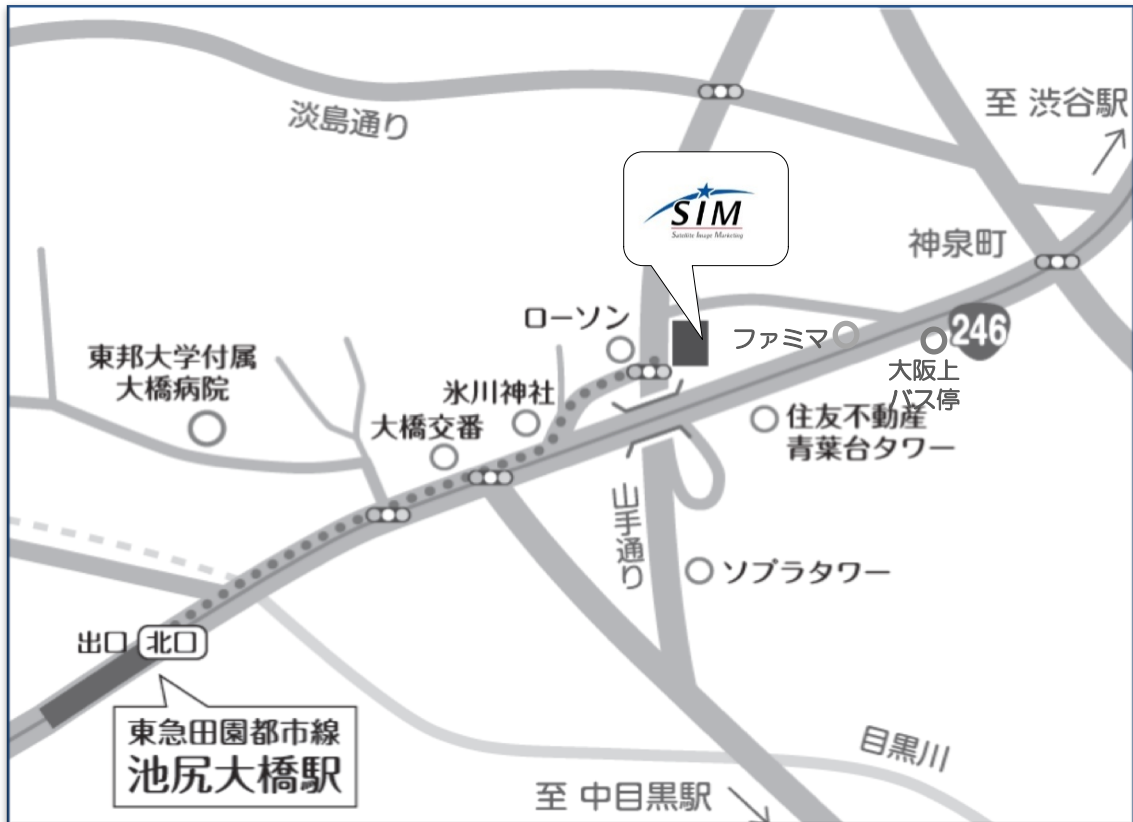 淡島通り
至 渋谷駅
SIM
Satellite Image Marketing
神泉町
ローソン
ファミマ
246
大阪上
バス停
東邦大学付属
大橋病院
氷川神社
大橋交番
住友不動産
青葉台タワー
山手通り
ソプラタワー
出口 北口
東急田園都市線
池尻大橋駅
目黒川
至 中目黒駅